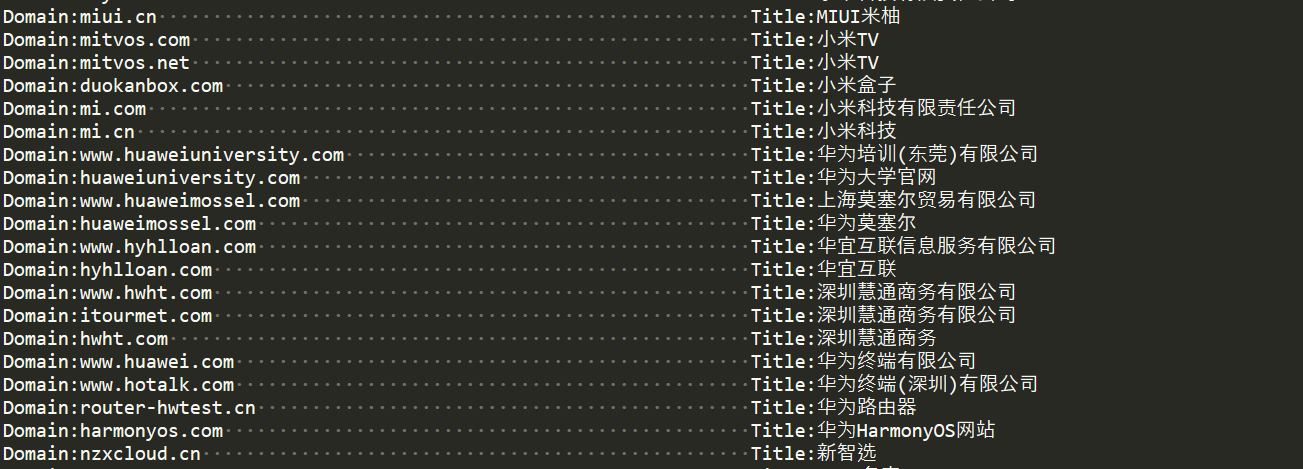 Domain:miui.cn Title:MIUI米柚
Domain:mitvos.com Title:小米TV
Domain:mitvos.net Title:小米TV
Domain:duokanbox.com Title:小米盒子
Domain:mi.com Title:小米科技有限责任公司
Domain:mi.cn Title:小米科技
Domain:www.huaweiuniversity.com Title:华为培训(东莞)有限公司
Domain:huaweiuniversity.com Title:华为大学官网
Domain:www.huaweimossel.com Title:上海莫塞尔贸易有限公司
Domain:huaweimossel.com Title:华为莫塞尔
Domain:www.hyhlloan.com Title:华宜互联信息服务有限公司
Domain:hyhlloan.com Title:华宜互联
Domain:www.hwht.com Title:深圳慧通商务有限公司
Domain:itourmet.com Title:深圳慧通商务有限公司
Domain:hwht.com Title:深圳慧通商务
Domain:www.huawei.com Title:华为终端有限公司
Domain:www.hotalk.com Title:华为终端(深圳)有限公司
Domain:router-hwtest.cn Title:华为路由器
Domain:harmonyos.com Title:华为HarmonyOS网站
Domain:nzxcloud.cn Title:新智选